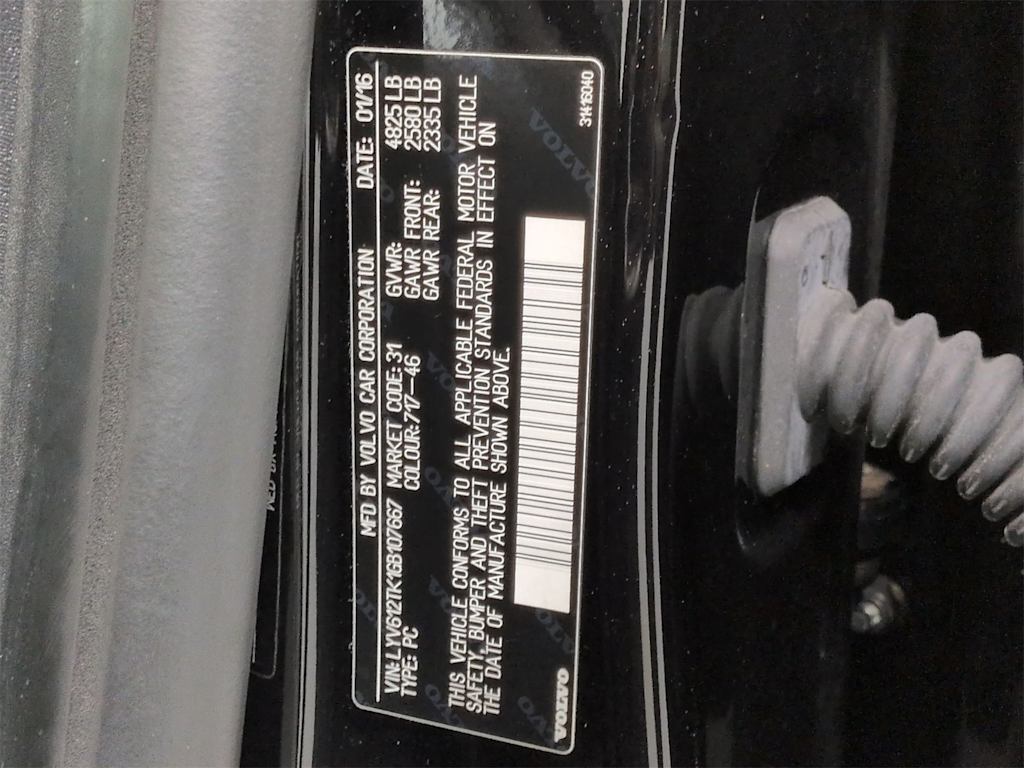 MFD BY VOLVO CAR CORPORATION DATE: 01/16
VIN: LYV612TK1GB107667 MARKET CODE: 31 GVWR: 4825 LB
TYPE: PC COLOUR: 717-46 GAWR FRONT: 2580 LB
GAWR REAR: 2335 LB
THIS VEHICLE CONFORMS TO ALL APPLICABLE FEDERAL MOTOR VEHICLE
SAFETY, BUMPER AND THEFT PREVENTION STANDARDS IN EFFECT ON
THE DATE OF MANUFACTURE SHOWN ABOVE.
VOLVO 31416040